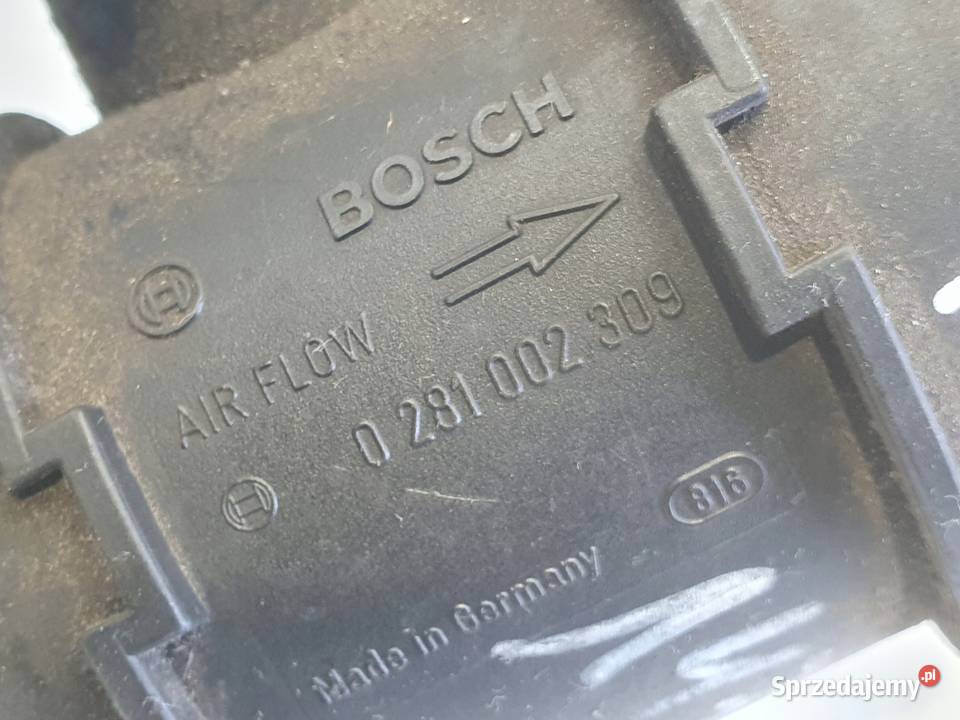 BOSCH
AIR FLOW
0 281 002 309
816
Made in Germany
Sprzedajemy.pl